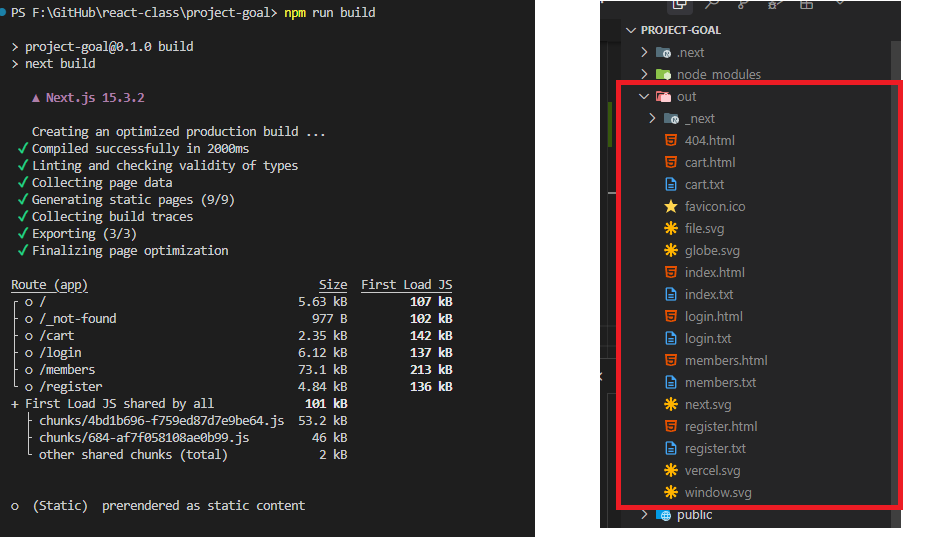 PS F:\GitHub\react-class\project-goal> npm run build
> project-goal@0.1.0 build
> next build
▲ Next.js 15.3.2
Creating an optimized production build ...
✓ Compiled successfully in 2000ms
✓ Linting and checking validity of types
✓ Collecting page data
✓ Generating static pages (9/9)
✓ Collecting build traces
✓ Exporting (3/3)
✓ Finalizing page optimization
Route (app) Size First Load JS
┌ ○ / 5.63 kB 107 kB
├ ○ /_not-found 977 B 102 kB
├ ○ /cart 2.35 kB 142 kB
├ ○ /login 6.12 kB 137 kB
├ ○ /members 73.1 kB 213 kB
└ ○ /register 4.84 kB 136 kB
+ First Load JS shared by all 101 kB
├ chunks/4bd1b696-f759ed87d7e9be64.js 53.2 kB
├ chunks/684-af7f058108ae0b99.js 46 kB
└ other shared chunks (total) 2 kB
○ (Static) prerendered as static content
PROJECT-GOAL
.next
node_modules
out
_next
404.html
cart.html
cart.txt
favicon.ico
file.svg
globe.svg
index.html
index.txt
login.html
login.txt
members.html
members.txt
next.svg
register.html
register.txt
vercel.svg
window.svg
public